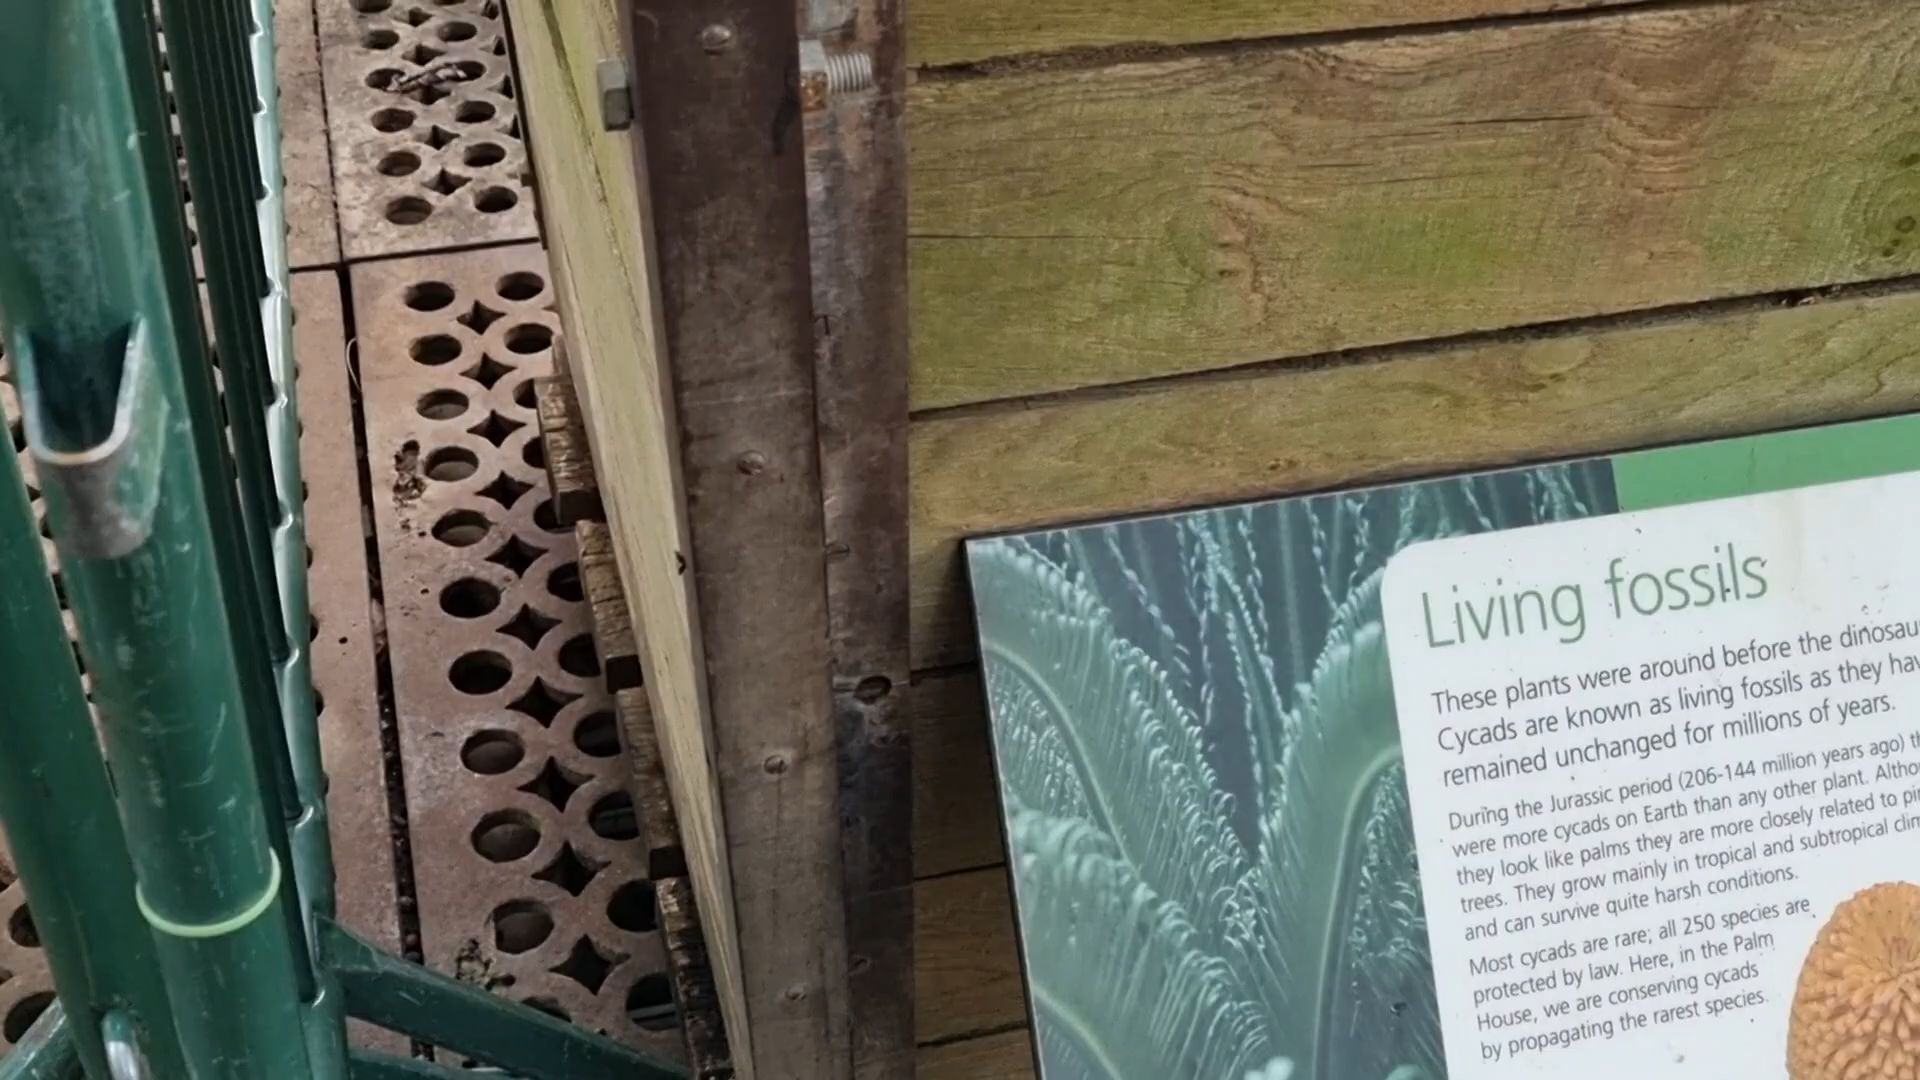 Living fossils
These plants were around before the
Cycads are known as living fossils as they
remained unchanged for millions of years.
During the Jurassic period (206-144 million years ago)
were more cycads on Earth than any other plant.
they look like palms they are more closely related to
trees. They grow mainly in tropical and subtropical
and can survive quite harsh conditions.
Most cycads are rare; all 250 species are
protected by law. Here, in the Palm
House, we are conserving cycads
by propagating the rarest species.